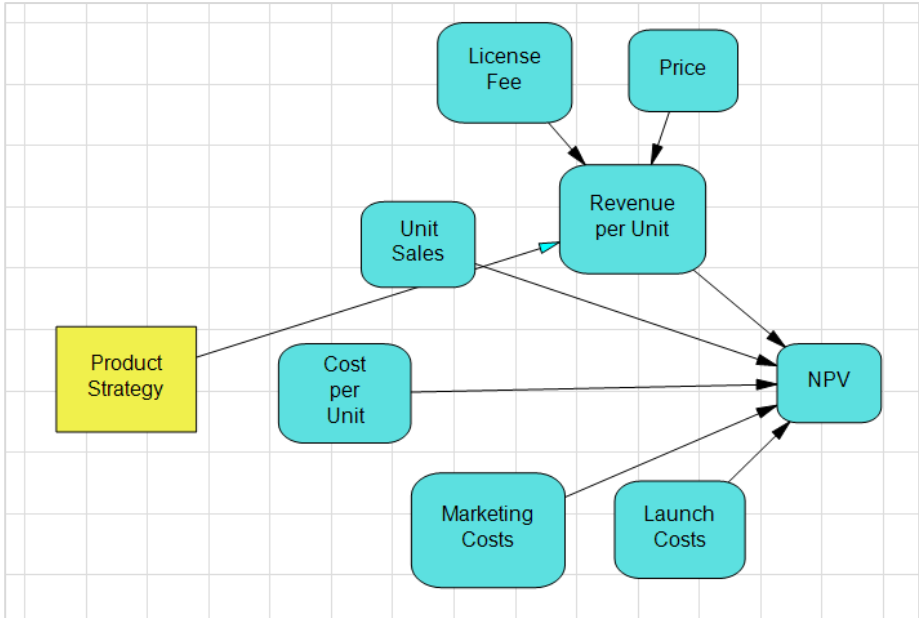 License
Fee
Price
Revenue
per Unit
Unit
Sales
Product
Strategy
Cost
per
Unit
NPV
Marketing
Costs
Launch
Costs